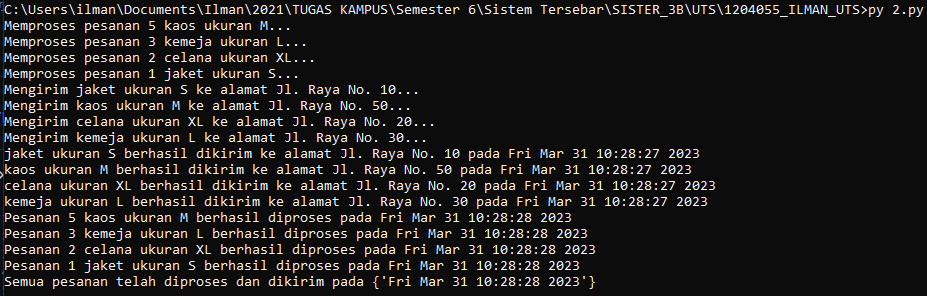 C:\Users\ilman\Documents\Ilman\2021\TUGAS KAMPUS\Semester 6\Sistem Tersebar\SISTER_3B\UTS\1204055_ILMAN_UTS>py 2.py
Memproses pesanan 5 kaos ukuran M...
Memproses pesanan 3 kemeja ukuran L...
Memproses pesanan 2 celana ukuran XL...
Memproses pesanan 1 jaket ukuran S...
Mengirim jaket ukuran S ke alamat Jl. Raya No. 10...
Mengirim kaos ukuran M ke alamat Jl. Raya No. 50...
Mengirim celana ukuran XL ke alamat Jl. Raya No. 20...
Mengirim kemeja ukuran L ke alamat Jl. Raya No. 30...
jaket ukuran S berhasil dikirim ke alamat Jl. Raya No. 10 pada Fri Mar 31 10:28:27 2023
kaos ukuran M berhasil dikirim ke alamat Jl. Raya No. 50 pada Fri Mar 31 10:28:27 2023
celana ukuran XL berhasil dikirim ke alamat Jl. Raya No. 20 pada Fri Mar 31 10:28:27 2023
kemeja ukuran L berhasil dikirim ke alamat Jl. Raya No. 30 pada Fri Mar 31 10:28:27 2023
Pesanan 5 kaos ukuran M berhasil diproses pada Fri Mar 31 10:28:28 2023
Pesanan 3 kemeja ukuran L berhasil diproses pada Fri Mar 31 10:28:28 2023
Pesanan 2 celana ukuran XL berhasil diproses pada Fri Mar 31 10:28:28 2023
Pesanan 1 jaket ukuran S berhasil diproses pada Fri Mar 31 10:28:28 2023
Semua pesanan telah diproses dan dikirim pada {'Fri Mar 31 10:28:28 2023'}